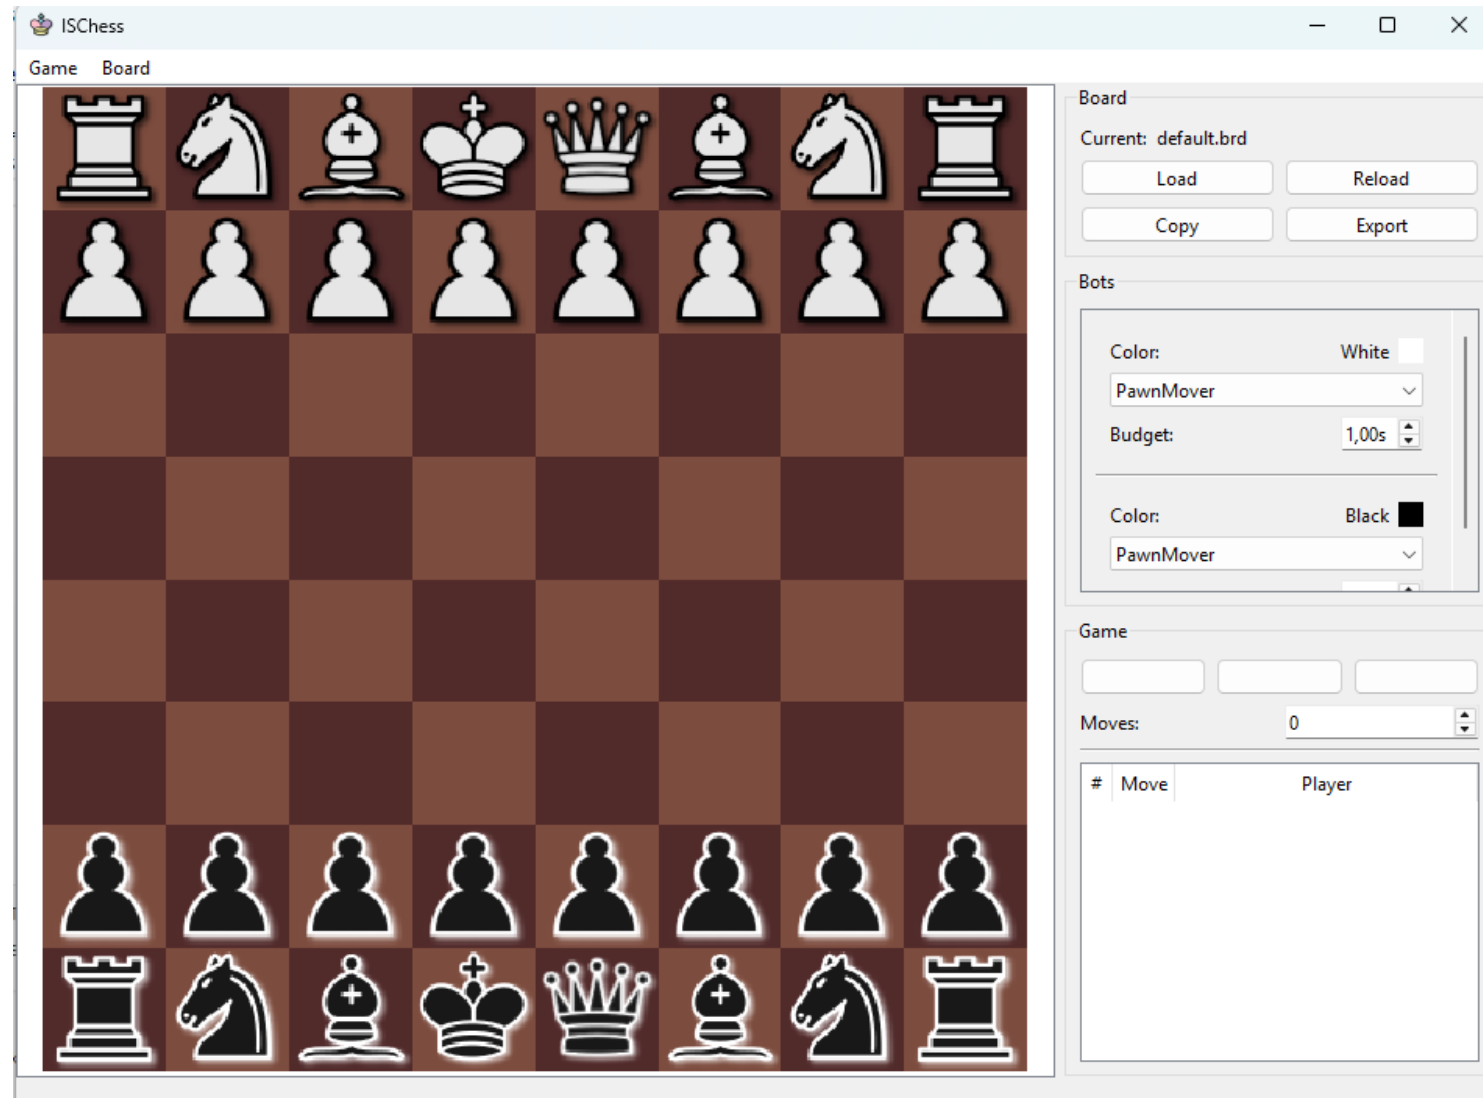 ISChess
Game Board
Board
Current: default.brd
Load Reload
Copy Export
Bots
Color: White
PawnMover
Budget: 1,00s
Color: Black
PawnMover
Game
Moves: 0
# Move Player